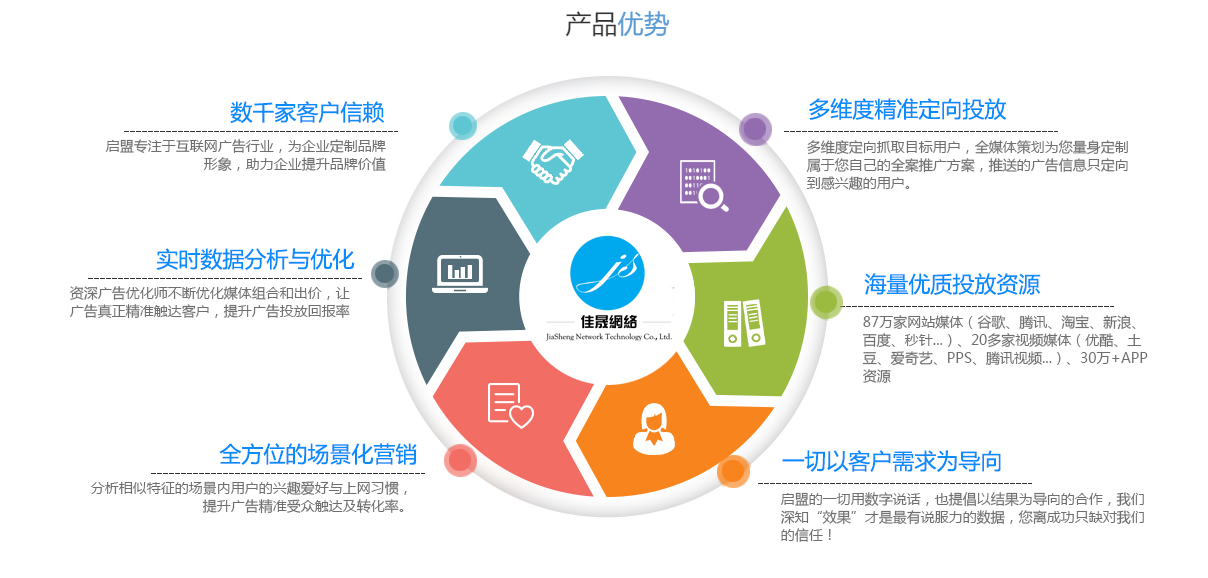 产品优势
数千家客户信赖
启盟专注于互联网广告行业，为企业定制品牌
形象，助力企业提升品牌价值
多维度精准定向投放
多维度定向抓取目标用户，全媒体策划为您量身定制
属于您自己的全案推广方案，推送的广告信息只定向
到感兴趣的用户。
实时数据分析与优化
资深广告优化师不断优化媒体组合和出价，让
广告真正精准触达客户，提升广告投放回报率
海量优质投放资源
87万家网站媒体（谷歌、腾讯、淘宝、新浪、
百度、秒针...）、20多家视频媒体（优酷、土
豆、爱奇艺、PPS、腾讯视频...）、30万+APP
资源
全方位的场景化营销
分析相似特征的场景内用户的兴趣爱好与上网习惯，
提升广告精准受众触达及转化率。
一切以客户需求为导向
启盟的一切用数字说话，也提倡以结果为导向的合作，我们
深知“效果”才是最有说服力的数据，您离成功只缺对我们
的信任！
佳晟網絡
JiaSheng Network Technology Co., Ltd.